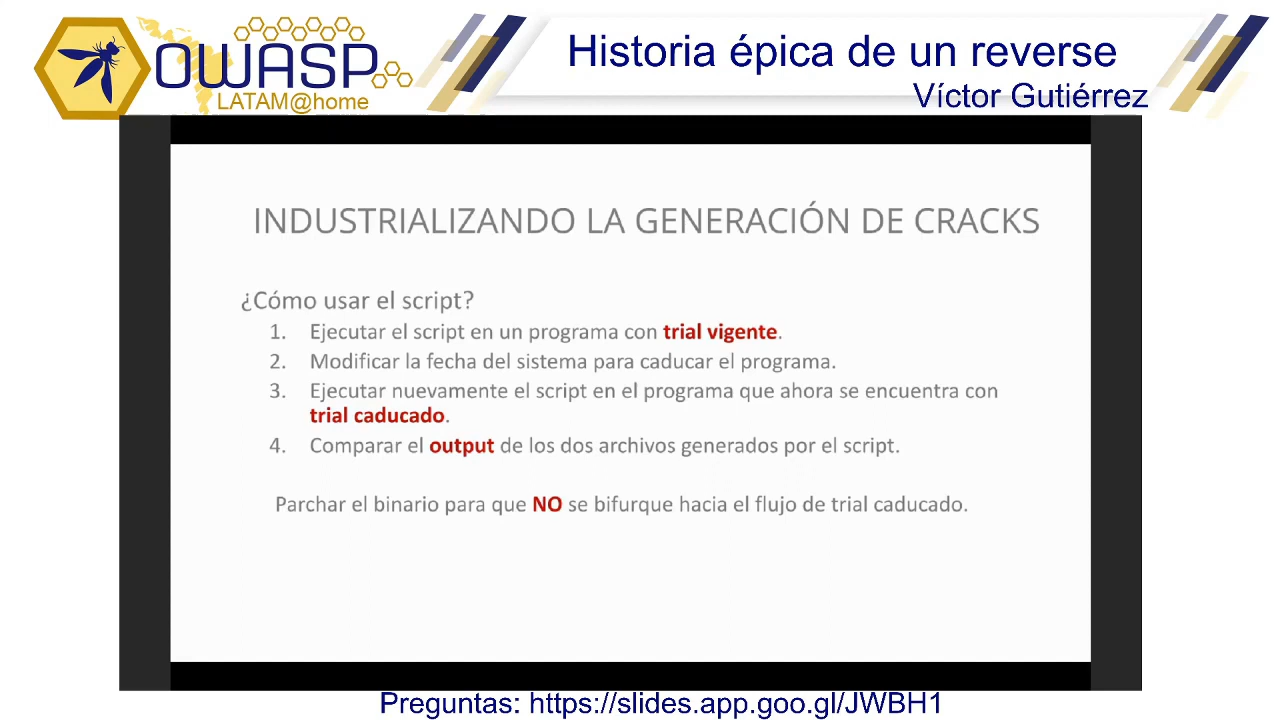 OWASP
LATAM@home
Historia épica de un reverse
Víctor Gutiérrez
INDUSTRIALIZANDO LA GENERACIÓN DE CRACKS
¿Cómo usar el script?
1. Ejecutar el script en un programa con trial vigente.
2. Modificar la fecha del sistema para caducar el programa.
3. Ejecutar nuevamente el script en el programa que ahora se encuentra con
trial caducado.
4. Comparar el output de los dos archivos generados por el script.
Parchar el binario para que NO se bifurque hacia el flujo de trial caducado.
Preguntas: https://slides.app.goo.gl/JWBH1